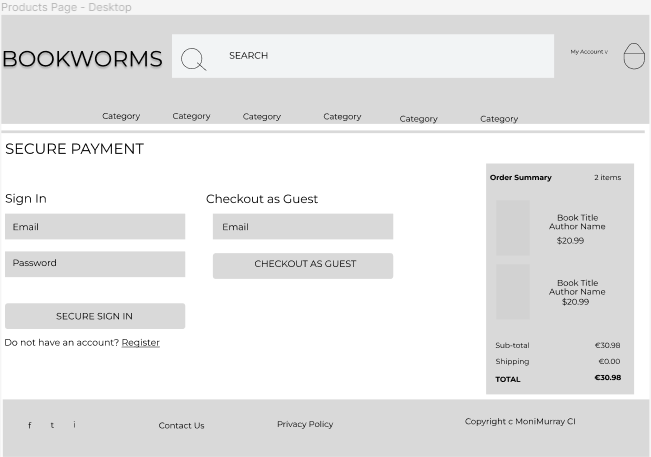 Products Page - Desktop
BOOKWORMS
SEARCH
My Account v
Category Category Category Category Category Category
SECURE PAYMENT
Sign In
Email
Password
SECURE SIGN IN
Do not have an account? Register
Checkout as Guest
Email
CHECKOUT AS GUEST
Order Summary 2 items
Book Title
Author Name
$20.99
Book Title
Author Name
$20.99
Sub-total €30.98
Shipping €0.00
TOTAL €30.98
f t i
Contact Us
Privacy Policy
Copyright c MoniMurray CI